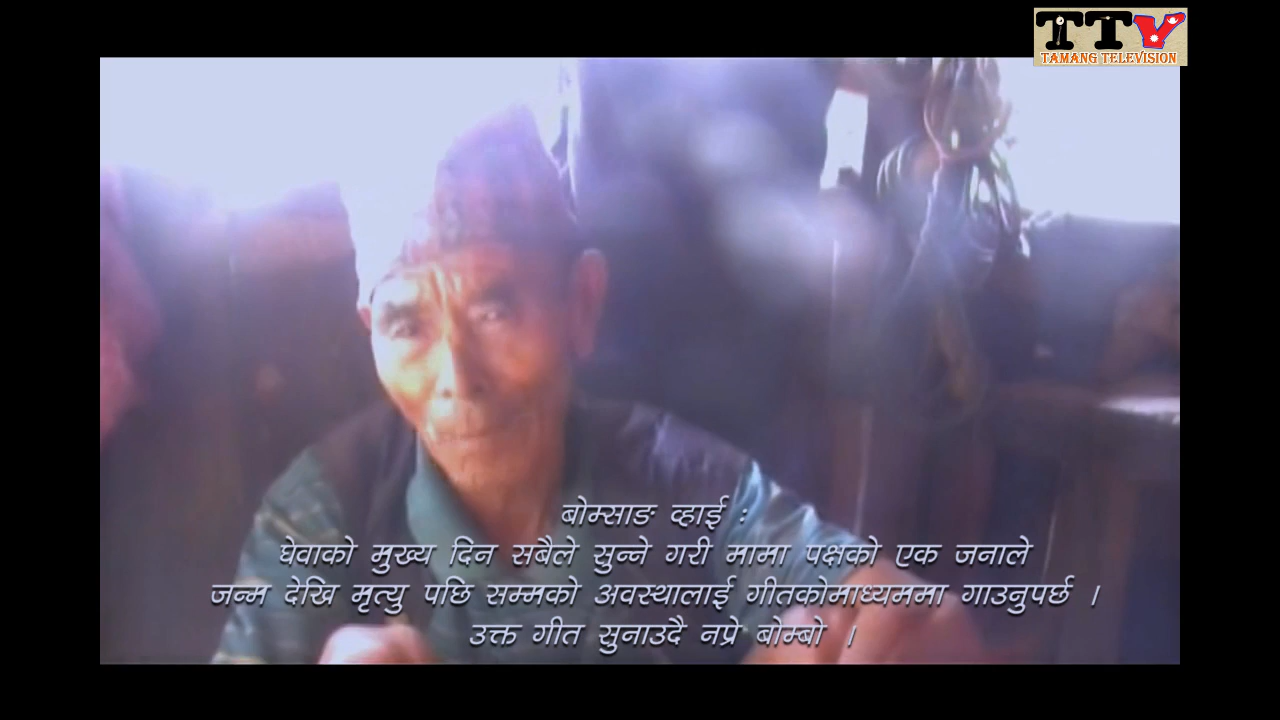 TTV
TAMANG TELEVISION
बोम्साङ व्हाई :
घेवाको मुख्य दिन सबैले सुन्ने गरी मामा पक्षको एक जनाले
जन्म देखि मृत्यु पछि सम्मको अवस्थालाई गीतकोमाध्यममा गाउनुपर्छ ।
उक्त गीत सुनाउदै नप्रे बोम्बो ।